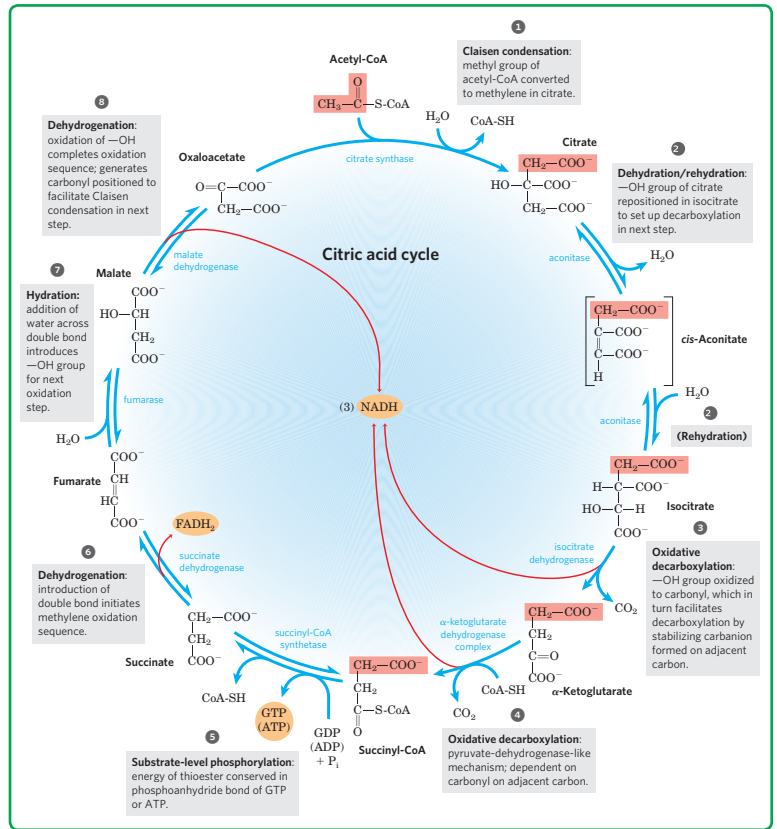 Citric acid cycle
1
Claisen condensation:
methyl group of
acetyl-CoA converted
to methylene in citrate.
Acetyl-CoA
O
CH₃—C—S-CoA
H₂O
CoA-SH
citrate synthase
Citrate
CH₂—COO⁻
HO—C—COO⁻
CH₂—COO⁻
2
Dehydration/rehydration:
—OH group of citrate
repositioned in isocitrate
to set up decarboxylation
in next step.
aconitase
H₂O
CH₂—COO⁻
C—COO⁻
C—COO⁻
H
cis-Aconitate
aconitase
H₂O
2
(Rehydration)
CH₂—COO⁻
H—C—COO⁻
HO—C—H
COO⁻
Isocitrate
3
Oxidative
decarboxylation:
—OH group oxidized
to carbonyl, which in
turn facilitates
decarboxylation by
stabilizing carbanion
formed on adjacent
carbon.
isocitrate
dehydrogenase
CO₂
CH₂—COO⁻
CH₂
C=O
COO⁻
α-Ketoglutarate
α-ketoglutarate
dehydrogenase
complex
CoA-SH
CO₂
4
Oxidative decarboxylation:
pyruvate-dehydrogenase-like
mechanism; dependent on
carbonyl on adjacent carbon.
CH₂—COO⁻
CH₂
C—S-CoA
O
Succinyl-CoA
succinyl-CoA
synthetase
GDP
(ADP)
+ Pᵢ
GTP
(ATP)
CoA-SH
5
Substrate-level phosphorylation:
energy of thioester conserved in
phosphoanhydride bond of GTP
or ATP.
CH₂—COO⁻
CH₂
COO⁻
Succinate
succinate
dehydrogenase
FADH₂
6
Dehydrogenation:
introduction of
double bond initiates
methylene oxidation
sequence.
COO⁻
CH
HC
COO⁻
Fumarate
fumarase
H₂O
7
Hydration:
addition of
water across
double bond
introduces
—OH group
for next
oxidation
step.
Malate
COO⁻
HO—CH
CH₂
COO⁻
malate
dehydrogenase
8
Dehydrogenation:
oxidation of —OH
completes oxidation
sequence; generates
carbonyl positioned to
facilitate Claisen
condensation in next
step.
Oxaloacetate
O=C—COO⁻
CH₂—COO⁻
(3) NADH